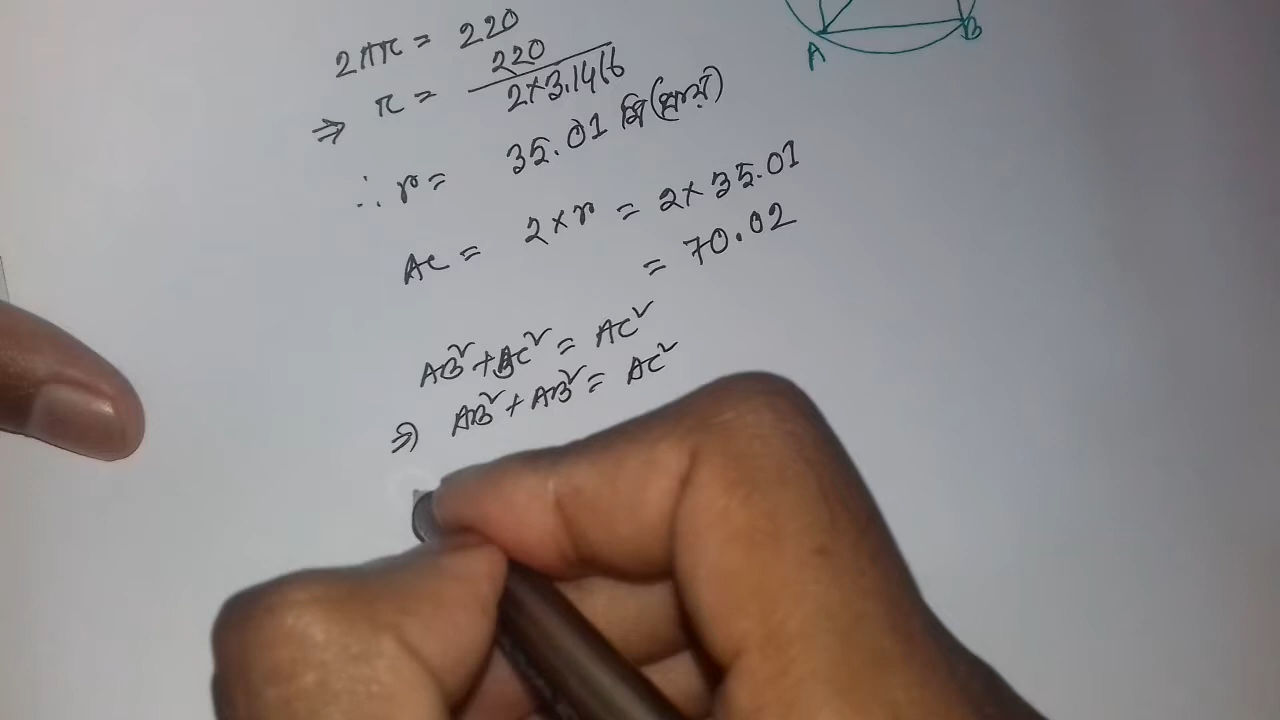 2πr = 220
⇒ r = 220 / 2×3.1416
∴ r = 35.01 মি(প্রায়)
AC = 2×r = 2×35.01
= 70.02
AB² + BC² = AC²
⇒ AB² + AB² = AC²
A B